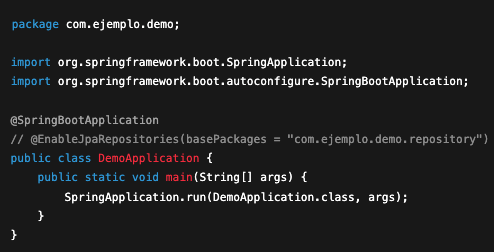 package com.ejemplo.demo;
import org.springframework.boot.SpringApplication;
import org.springframework.boot.autoconfigure.SpringBootApplication;
@SpringBootApplication
// @EnableJpaRepositories(basePackages = "com.ejemplo.demo.repository")
public class DemoApplication {
    public static void main(String[] args) {
        SpringApplication.run(DemoApplication.class, args);
    }
}